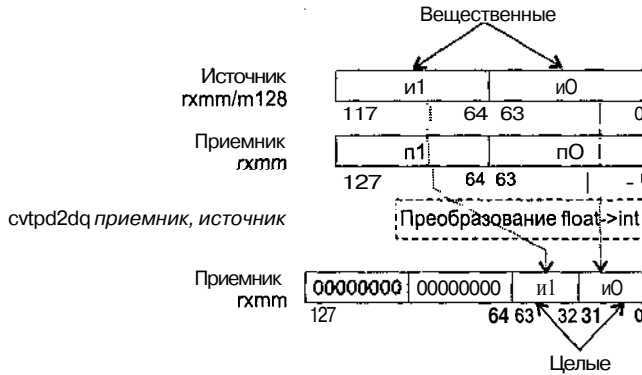 Вещественные
Источник
rxmm/m128
и1 и0
117 64 63 0
Приемник
rxmm
п1 п0
127 64 63
cvtpd2dq приемник, источник
Преобразование float->int
Приемник
rxmm
00000000 00000000 и1 и0
127 64 63 32 31 0
Целые